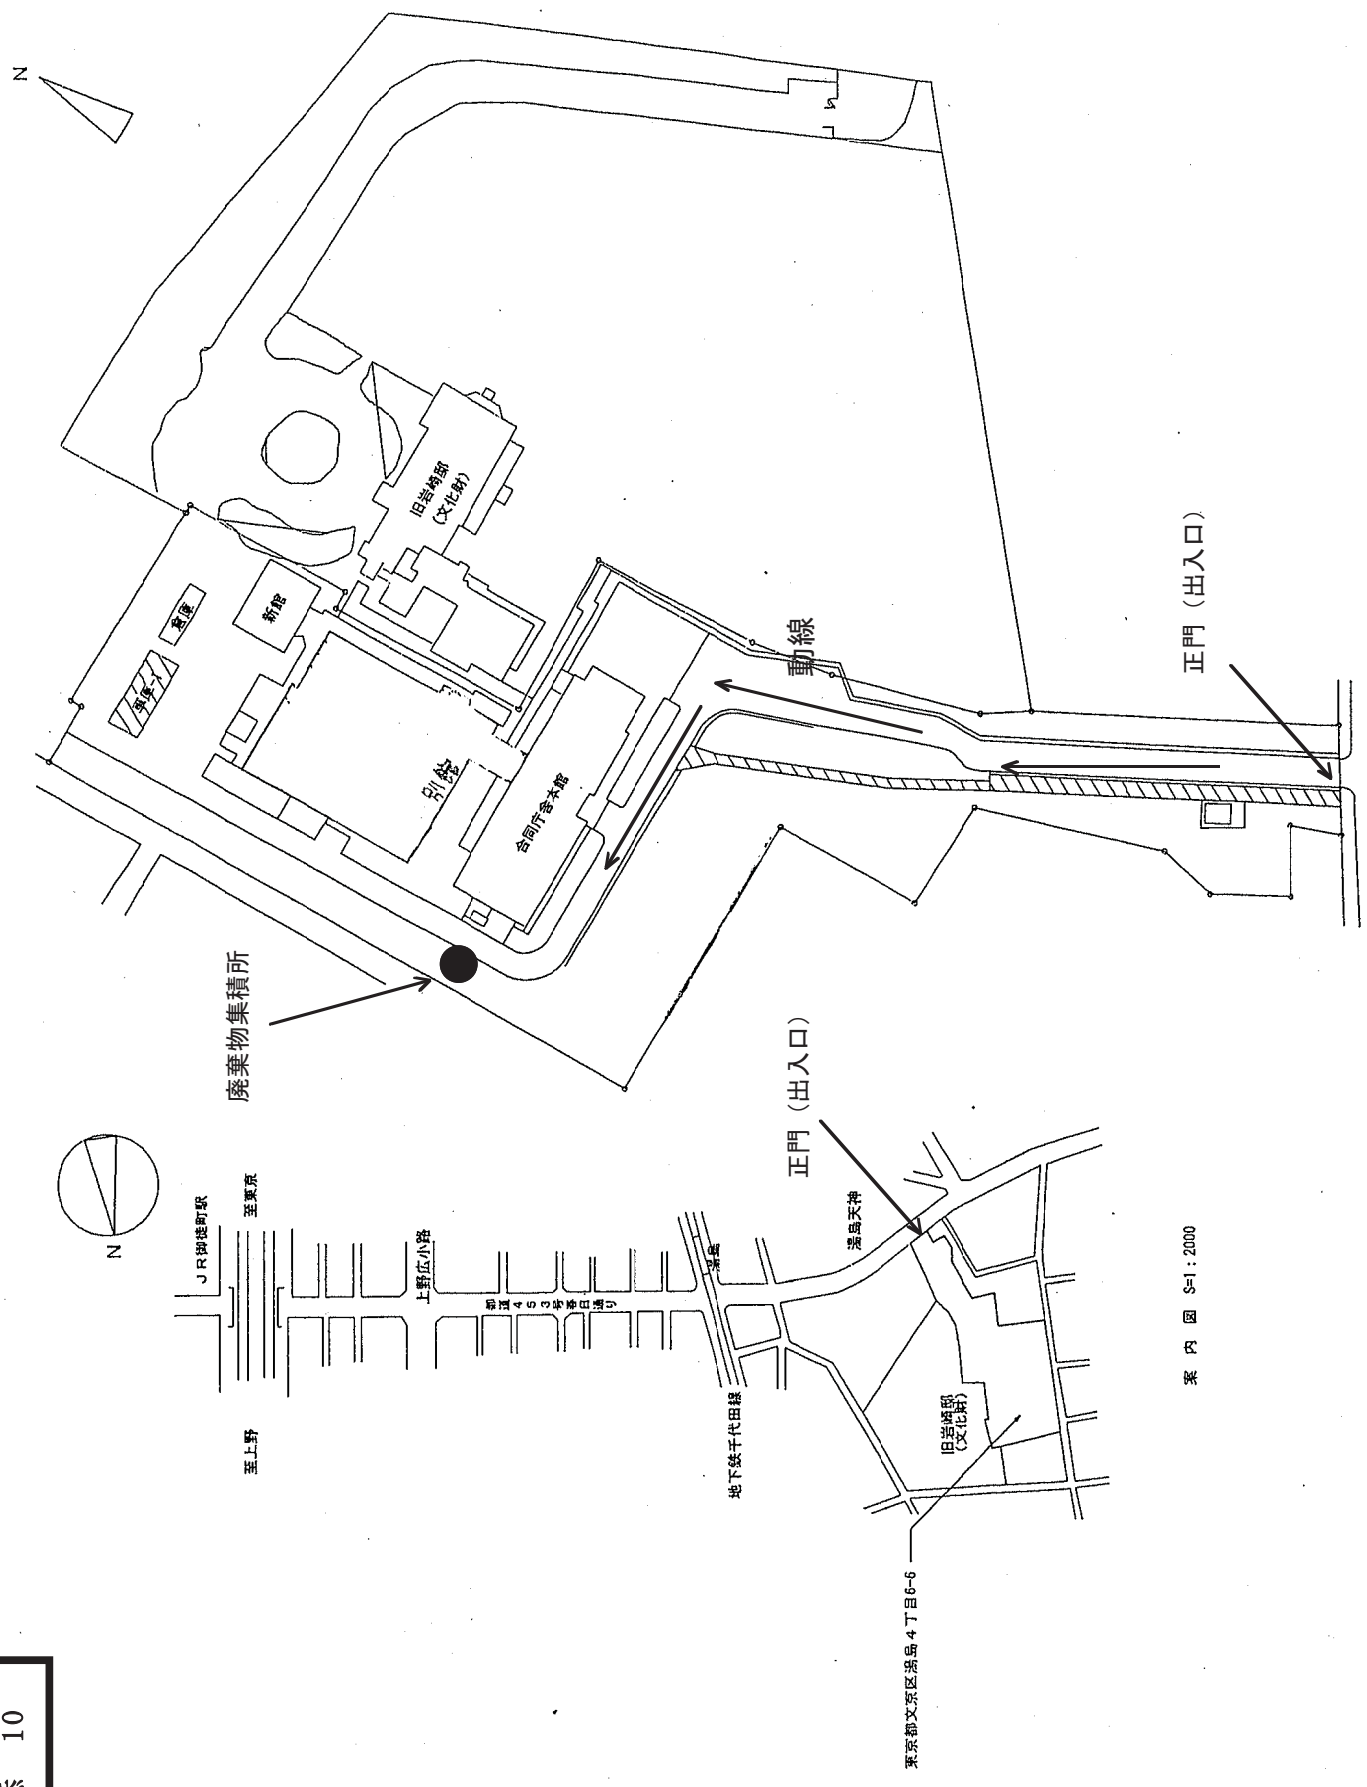 10
N
旧岩崎邸
(文化財)
倉庫
新館
車庫-1
別館
合同庁舎本館
動線
正門（出入口）
廃棄物集積所
N
JR御徒町駅
至東京
至上野
上野広小路
都道453号春日通り
湯島
地下鉄千代田線
正門（出入口）
湯島天神
旧岩崎邸
(文化財)
東京都文京区湯島4丁目6-6
案内図 S=1:2000